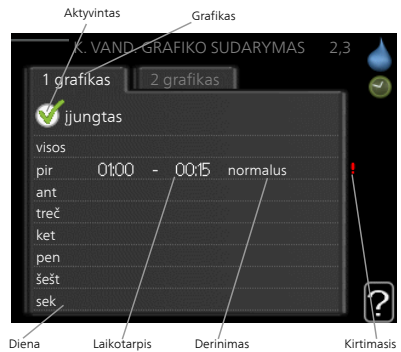 Aktyvintas Grafikas
K. VAND. GRAFIKO SUDARYMAS 2,3
1 grafikas 2 grafikas
įjungtas
visos
pir 01:00 - 00:15 normalus
ant
treč
ket
pen
šešt
sek
?
Diena Laikotarpis Derinimas Kirtimasis